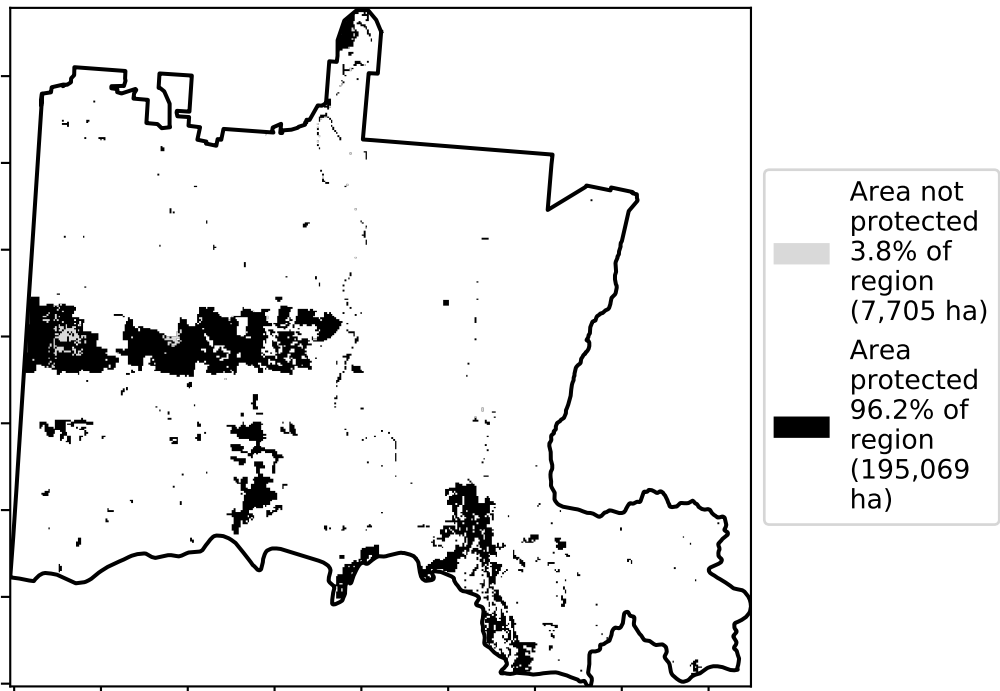 Area not
protected
3.8% of
region
(7,705 ha)
Area
protected
96.2% of
region
(195,069
ha)